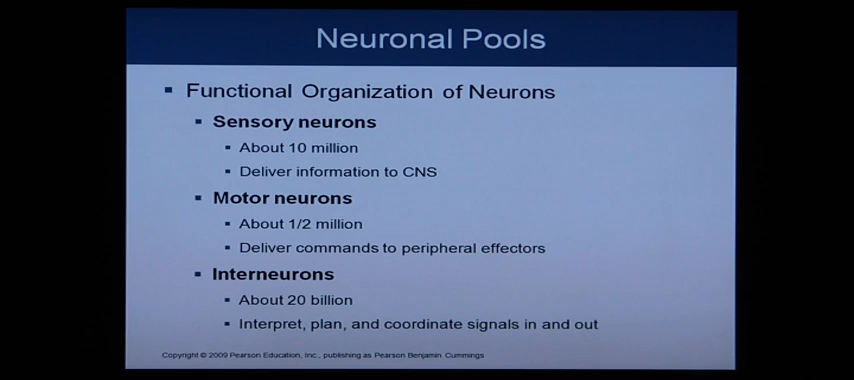 Neuronal Pools
▪ Functional Organization of Neurons
▪ Sensory neurons
▪ About 10 million
▪ Deliver information to CNS
▪ Motor neurons
▪ About 1/2 million
▪ Deliver commands to peripheral effectors
▪ Interneurons
▪ About 20 billion
▪ Interpret, plan, and coordinate signals in and out
Copyright © 2009 Pearson Education, Inc., publishing as Pearson Benjamin Cummings